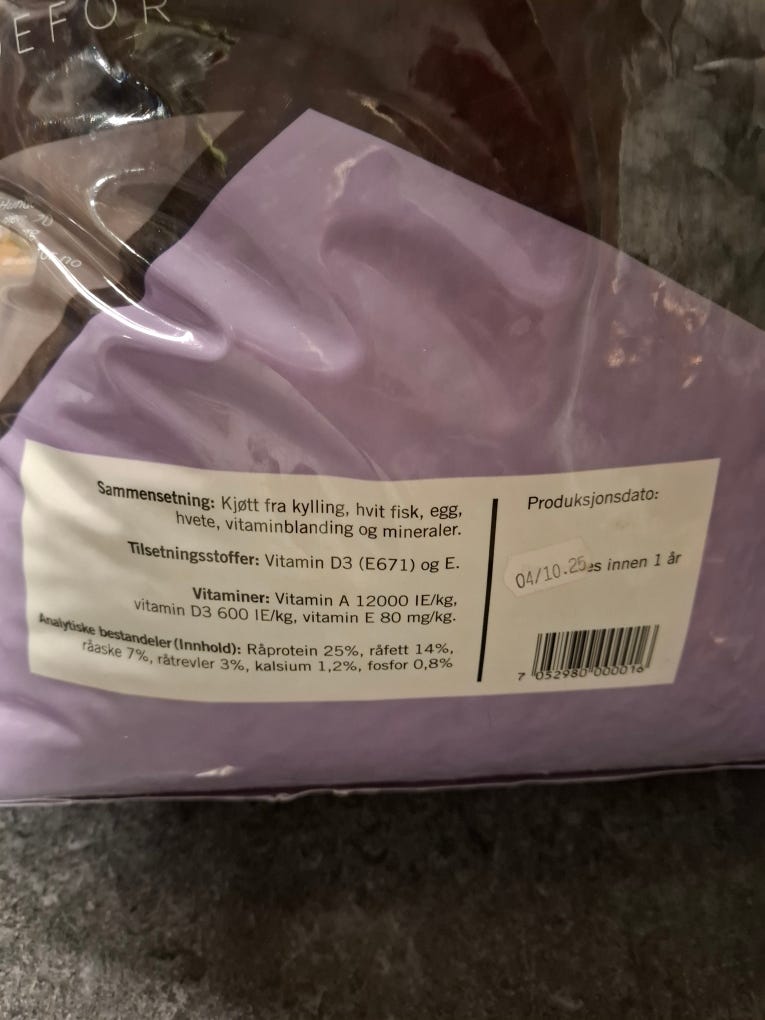 EFÔR
Sammensetning: Kjøtt fra kylling, hvit fisk, egg,
hvete, vitaminblanding og mineraler.
Tilsetningsstoffer: Vitamin D3 (E671) og E.
Vitaminer: Vitamin A 12000 IE/kg,
vitamin D3 600 IE/kg, vitamin E 80 mg/kg.
Analytiske bestandeler (Innhold): Råprotein 25%, råfett 14%,
råaske 7%, råtrevler 3%, kalsium 1,2%, fosfor 0,8%
Produksjonsdato:
04/10.25
es innen 1 år
7 052980 000016